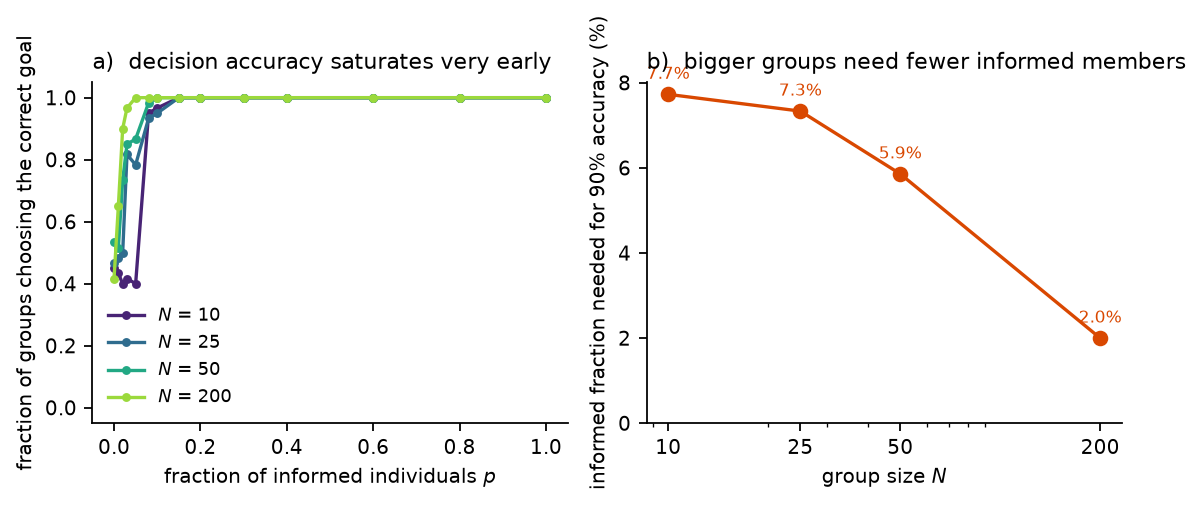 a)  decision accuracy saturates very early
fraction of groups choosing the correct goal
1.0
0.8
0.6
0.4
0.2
0.0
N = 10
N = 25
N = 50
N = 200
0.0 0.2 0.4 0.6 0.8 1.0
fraction of informed individuals p
b)  bigger groups need fewer informed members
informed fraction needed for 90% accuracy (%)
8
6
4
2
0
7.7%
7.3%
5.9%
2.0%
10 25 50 200
group size N